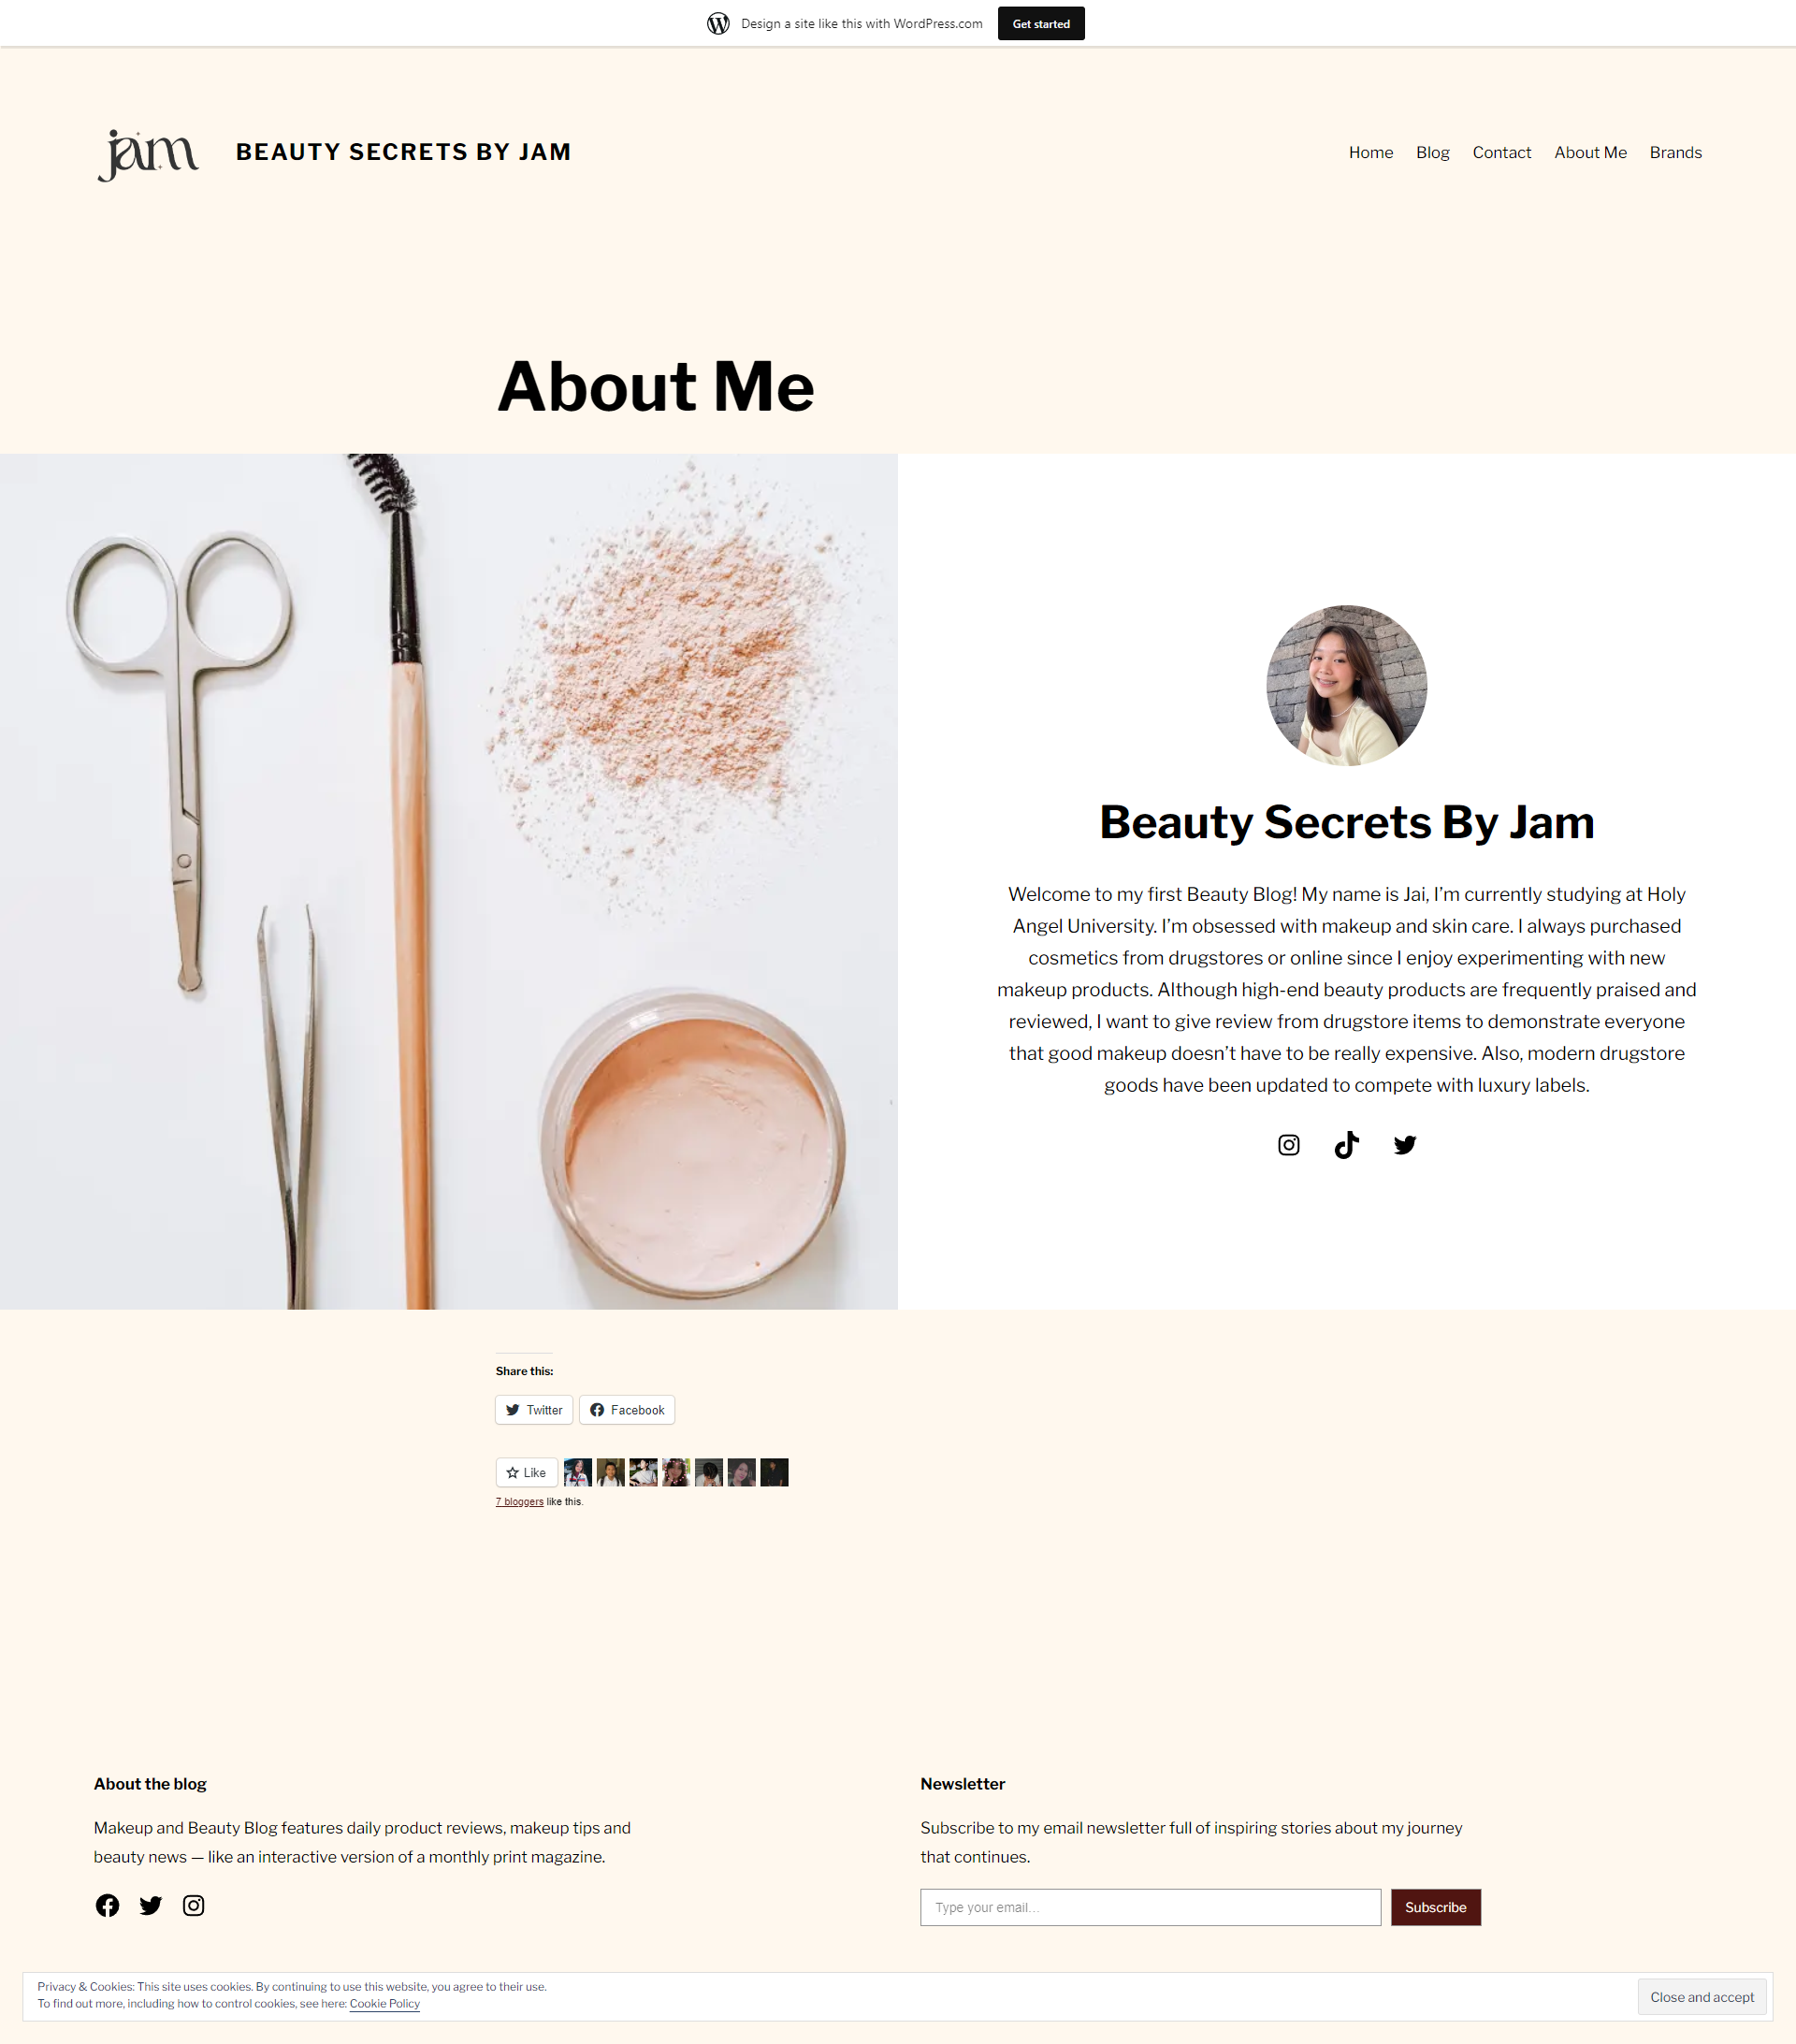 Design a site like this with WordPress.com
Get started
jam
BEAUTY SECRETS BY JAM
Home
Blog
Contact
About Me
Brands
About Me
Beauty Secrets By Jam
Welcome to my first Beauty Blog! My name is Jai, I’m currently studying at Holy
Angel University. I’m obsessed with makeup and skin care. I always purchased
cosmetics from drugstores or online since I enjoy experimenting with new
makeup products. Although high-end beauty products are frequently praised and
reviewed, I want to give review from drugstore items to demonstrate everyone
that good makeup doesn’t have to be really expensive. Also, modern drugstore
goods have been updated to compete with luxury labels.
Share this:
Twitter
Facebook
Like
7 bloggers like this.
About the blog
Makeup and Beauty Blog features daily product reviews, makeup tips and
beauty news — like an interactive version of a monthly print magazine.
Newsletter
Subscribe to my email newsletter full of inspiring stories about my journey
that continues.
Type your email…
Subscribe
Privacy & Cookies: This site uses cookies. By continuing to use this website, you agree to their use.
To find out more, including how to control cookies, see here: Cookie Policy
Close and accept